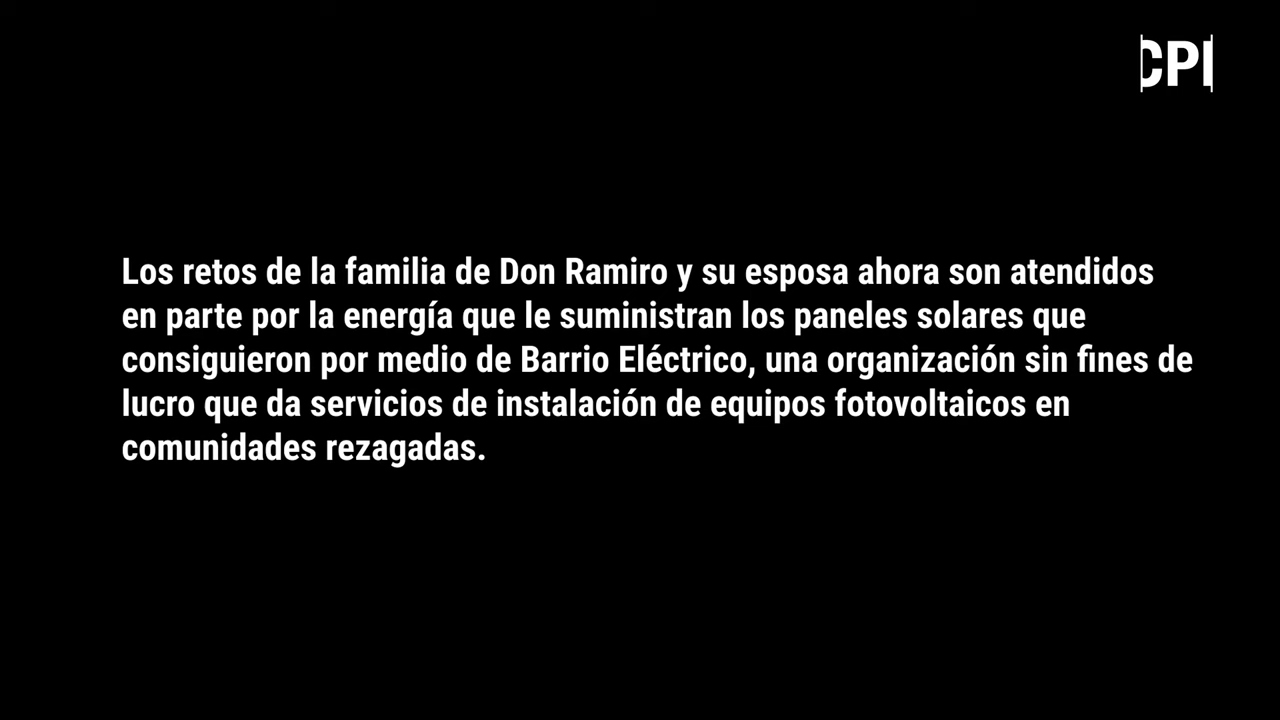 CPI
Los retos de la familia de Don Ramiro y su esposa ahora son atendidos
en parte por la energía que le suministran los paneles solares que
consiguieron por medio de Barrio Eléctrico, una organización sin fines de
lucro que da servicios de instalación de equipos fotovoltaicos en
comunidades rezagadas.